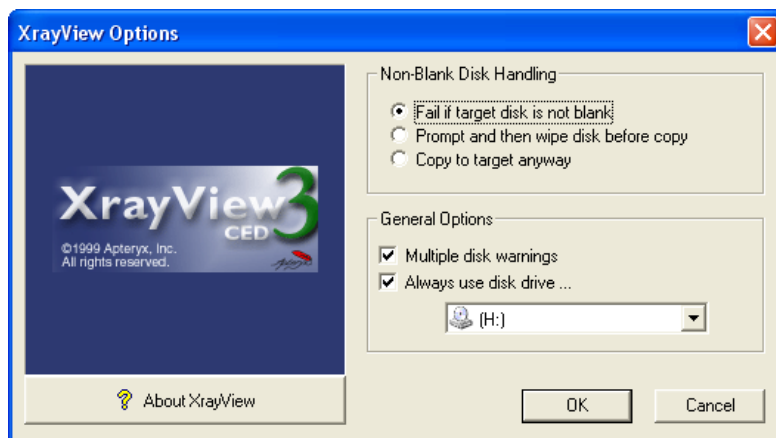 XrayView Options
XrayView 3
CED
©1999 Apteryx, Inc.
All rights reserved.
Apteryx
? About XrayView
Non-Blank Disk Handling
Fail if target disk is not blank
Prompt and then wipe disk before copy
Copy to target anyway
General Options
Multiple disk warnings
Always use disk drive ...
(H:)
OK
Cancel